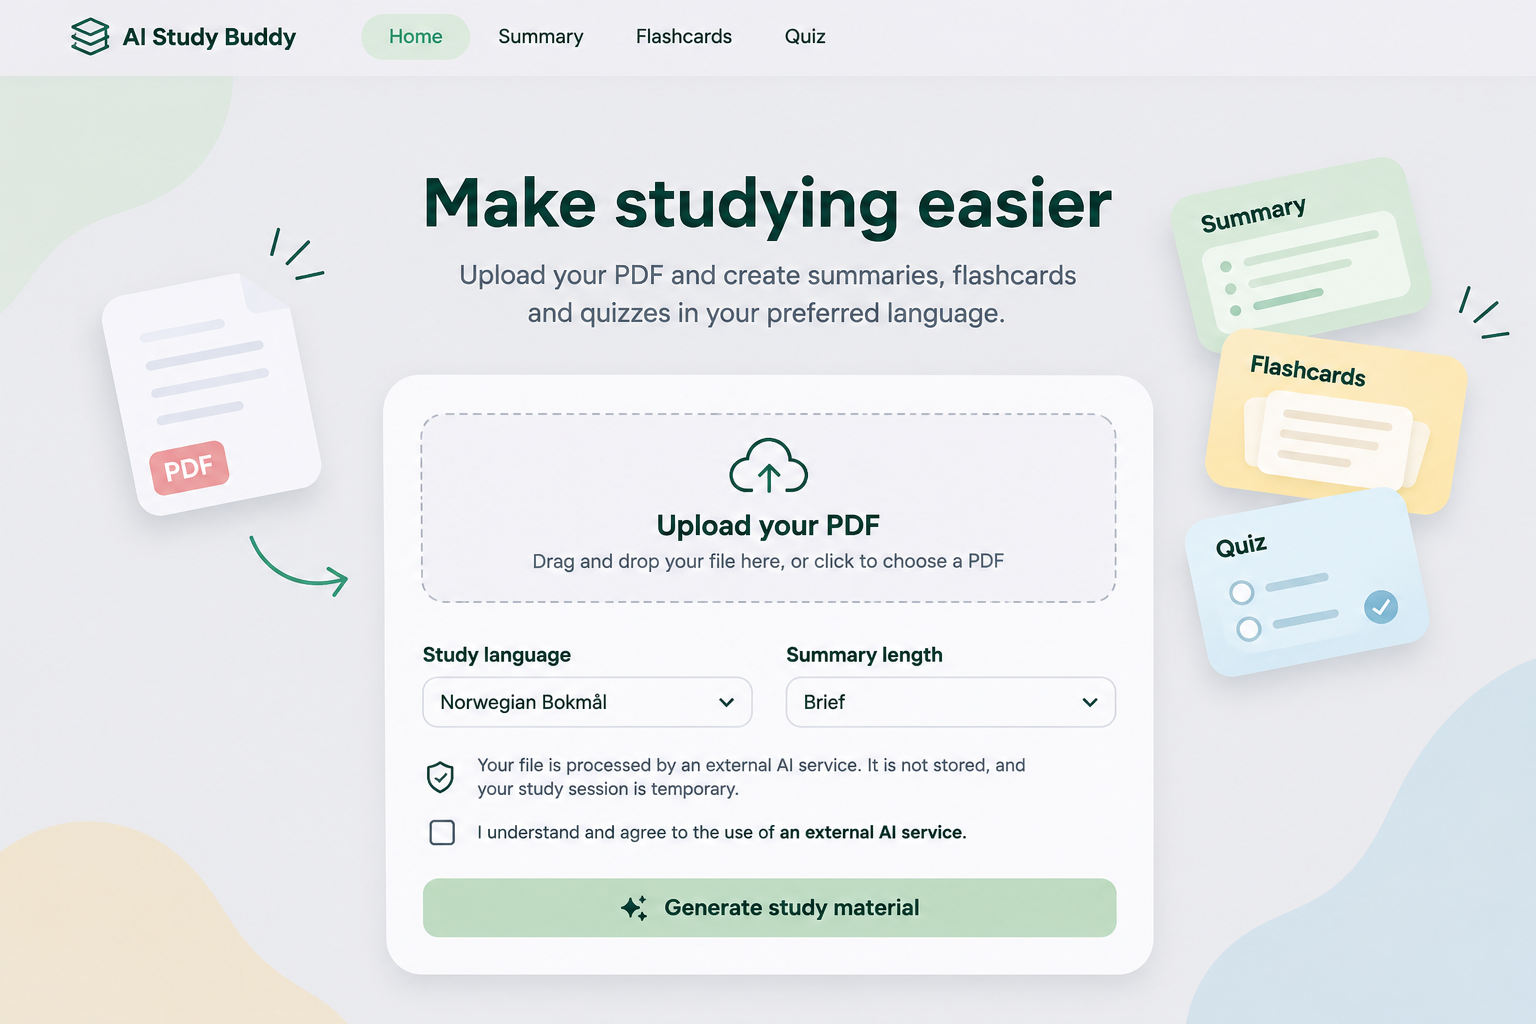 AI Study Buddy
Home
Summary
Flashcards
Quiz
Make studying easier
Upload your PDF and create summaries, flashcards
and quizzes in your preferred language.
PDF
Summary
Flashcards
Quiz
Upload your PDF
Drag and drop your file here, or click to choose a PDF
Study language
Summary length
Norwegian Bokmål
Brief
Your file is processed by an external AI service. It is not stored, and
your study session is temporary.
I understand and agree to the use of an external AI service.
Generate study material